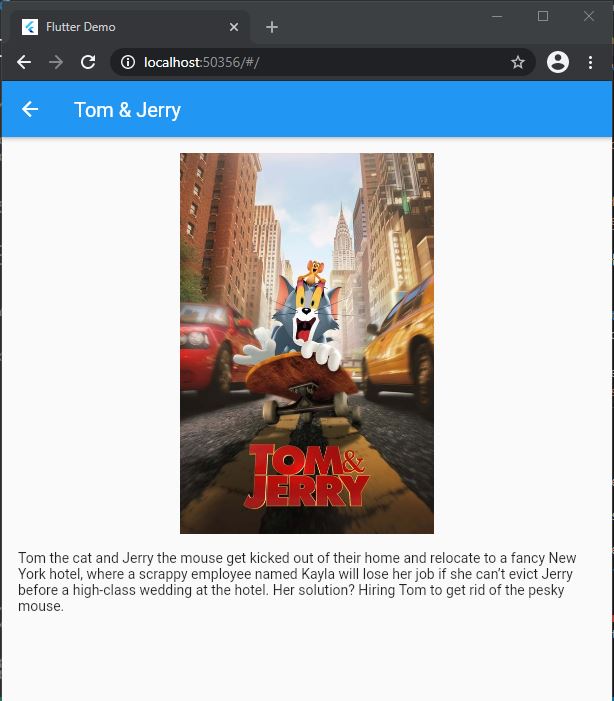 Flutter Demo
localhost:50356/#/
Tom & Jerry
TOM&
JERRY
Tom the cat and Jerry the mouse get kicked out of their home and relocate to a fancy New
York hotel, where a scrappy employee named Kayla will lose her job if she can’t evict Jerry
before a high-class wedding at the hotel. Her solution? Hiring Tom to get rid of the pesky
mouse.